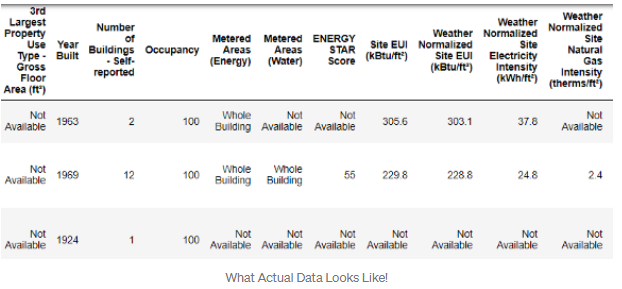 3rd Largest Property Use Type - Gross Floor Area (ft²) Year Built Number of Buildings - Self-reported Occupancy Metered Areas (Energy) Metered Areas (Water) ENERGY STAR Score Site EUI (kBtu/ft²) Weather Normalized Site EUI (kBtu/ft²) Weather Normalized Site Electricity Intensity (kWh/ft²) Weather Normalized Site Natural Gas Intensity (therms/ft²)
Not Available 1963 2 100 Whole Building Not Available Not Available 305.6 303.1 37.8 Not Available
Not Available 1969 12 100 Whole Building Whole Building 55 229.8 228.8 24.8 2.4
Not Available 1924 1 100 Not Available Not Available Not Available Not Available Not Available Not Available Not Available
What Actual Data Looks Like!